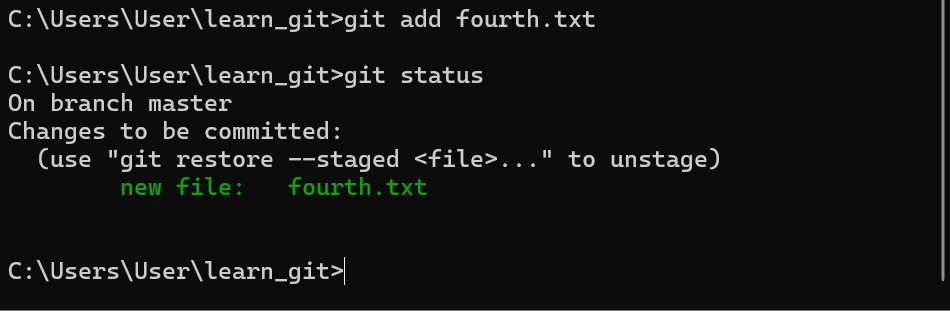 C:\Users\User\learn_git>git add fourth.txt
C:\Users\User\learn_git>git status
On branch master
Changes to be committed:
  (use "git restore --staged <file>..." to unstage)
        new file:   fourth.txt
C:\Users\User\learn_git>